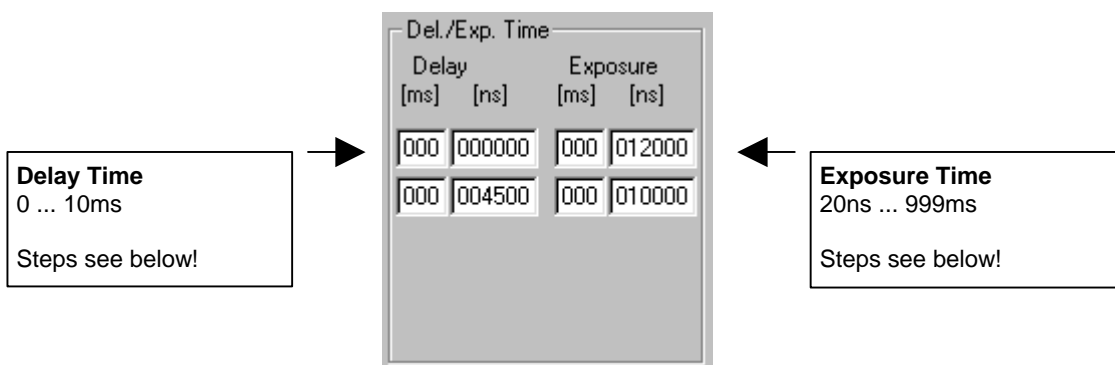 Del./Exp. Time
Delay Exposure
[ms] [ns] [ms] [ns]
000 000000 000 012000
000 004500 000 010000
Delay Time
0 ... 10ms
Steps see below!
Exposure Time
20ns ... 999ms
Steps see below!